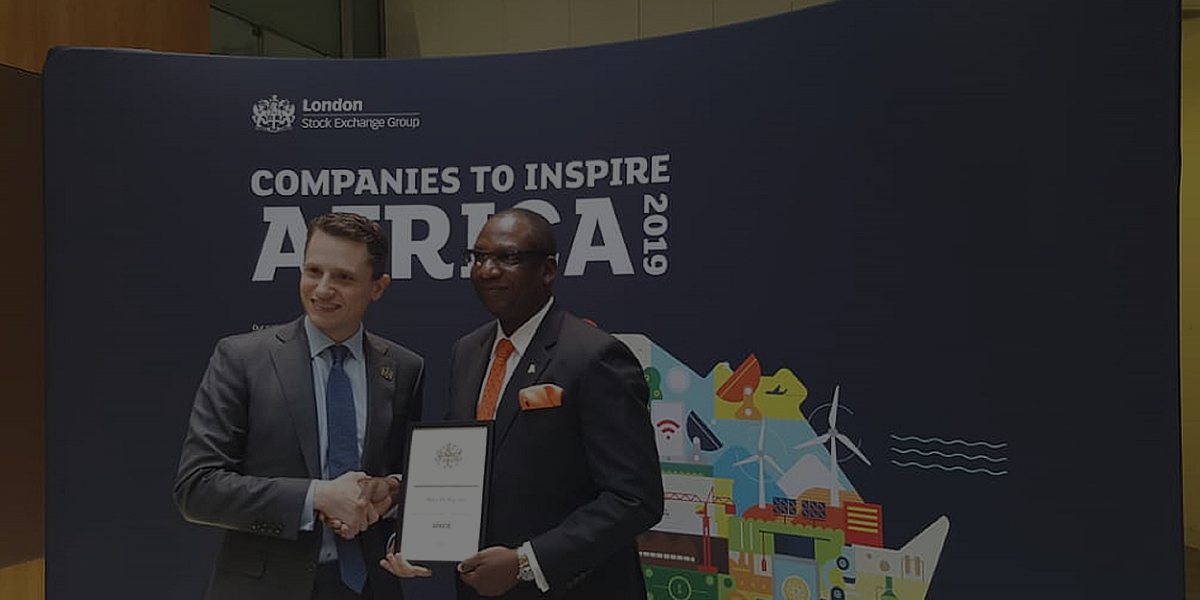 London
Stock Exchange Group
COMPANIES TO INSPIRE
AFRICA
2019